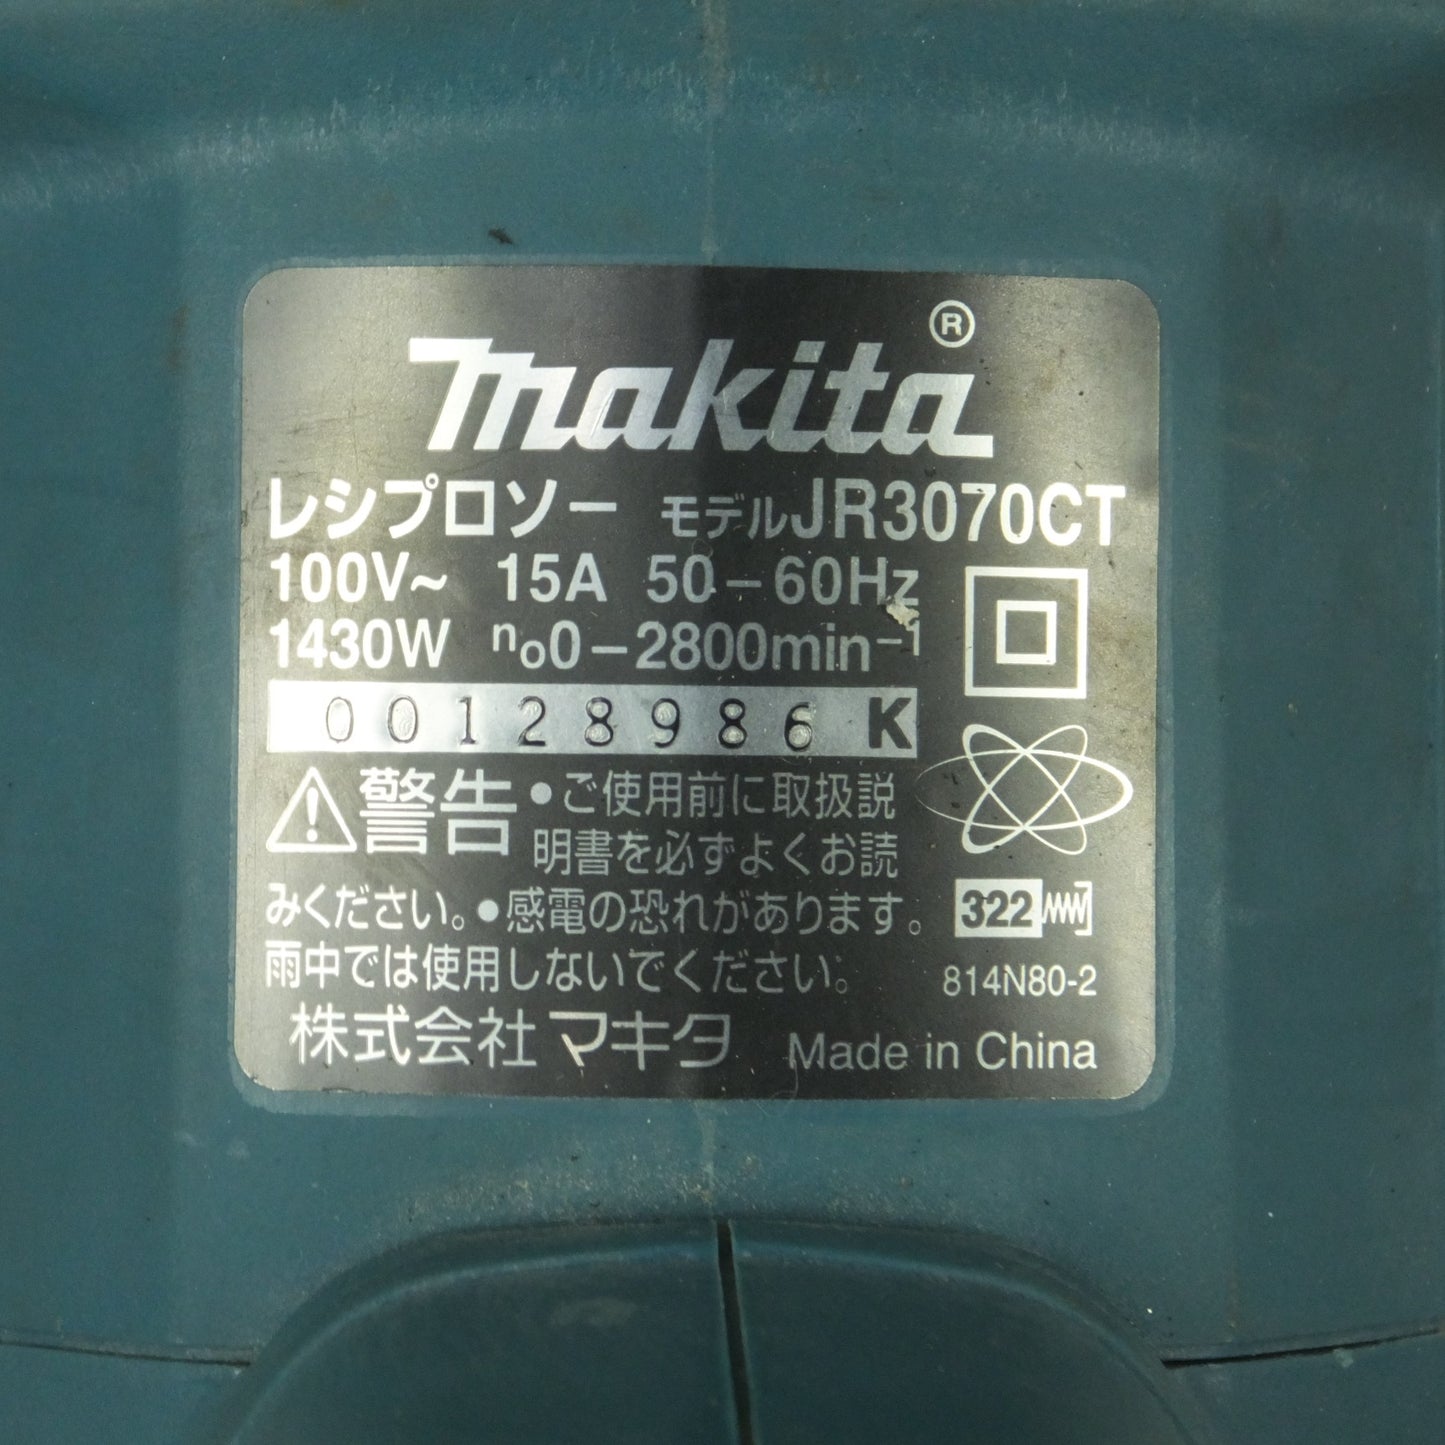 makita®
レシプロソー モデルJR3070CT
100V~ 15A 50-60Hz
1430W no0-2800min-1
00128986 K
警告 ●ご使用前に取扱説
明書を必ずよくお読
みください。●感電の恐れがあります。
雨中では使用しないでください。
322
814N80-2
株式会社マキタ Made in China